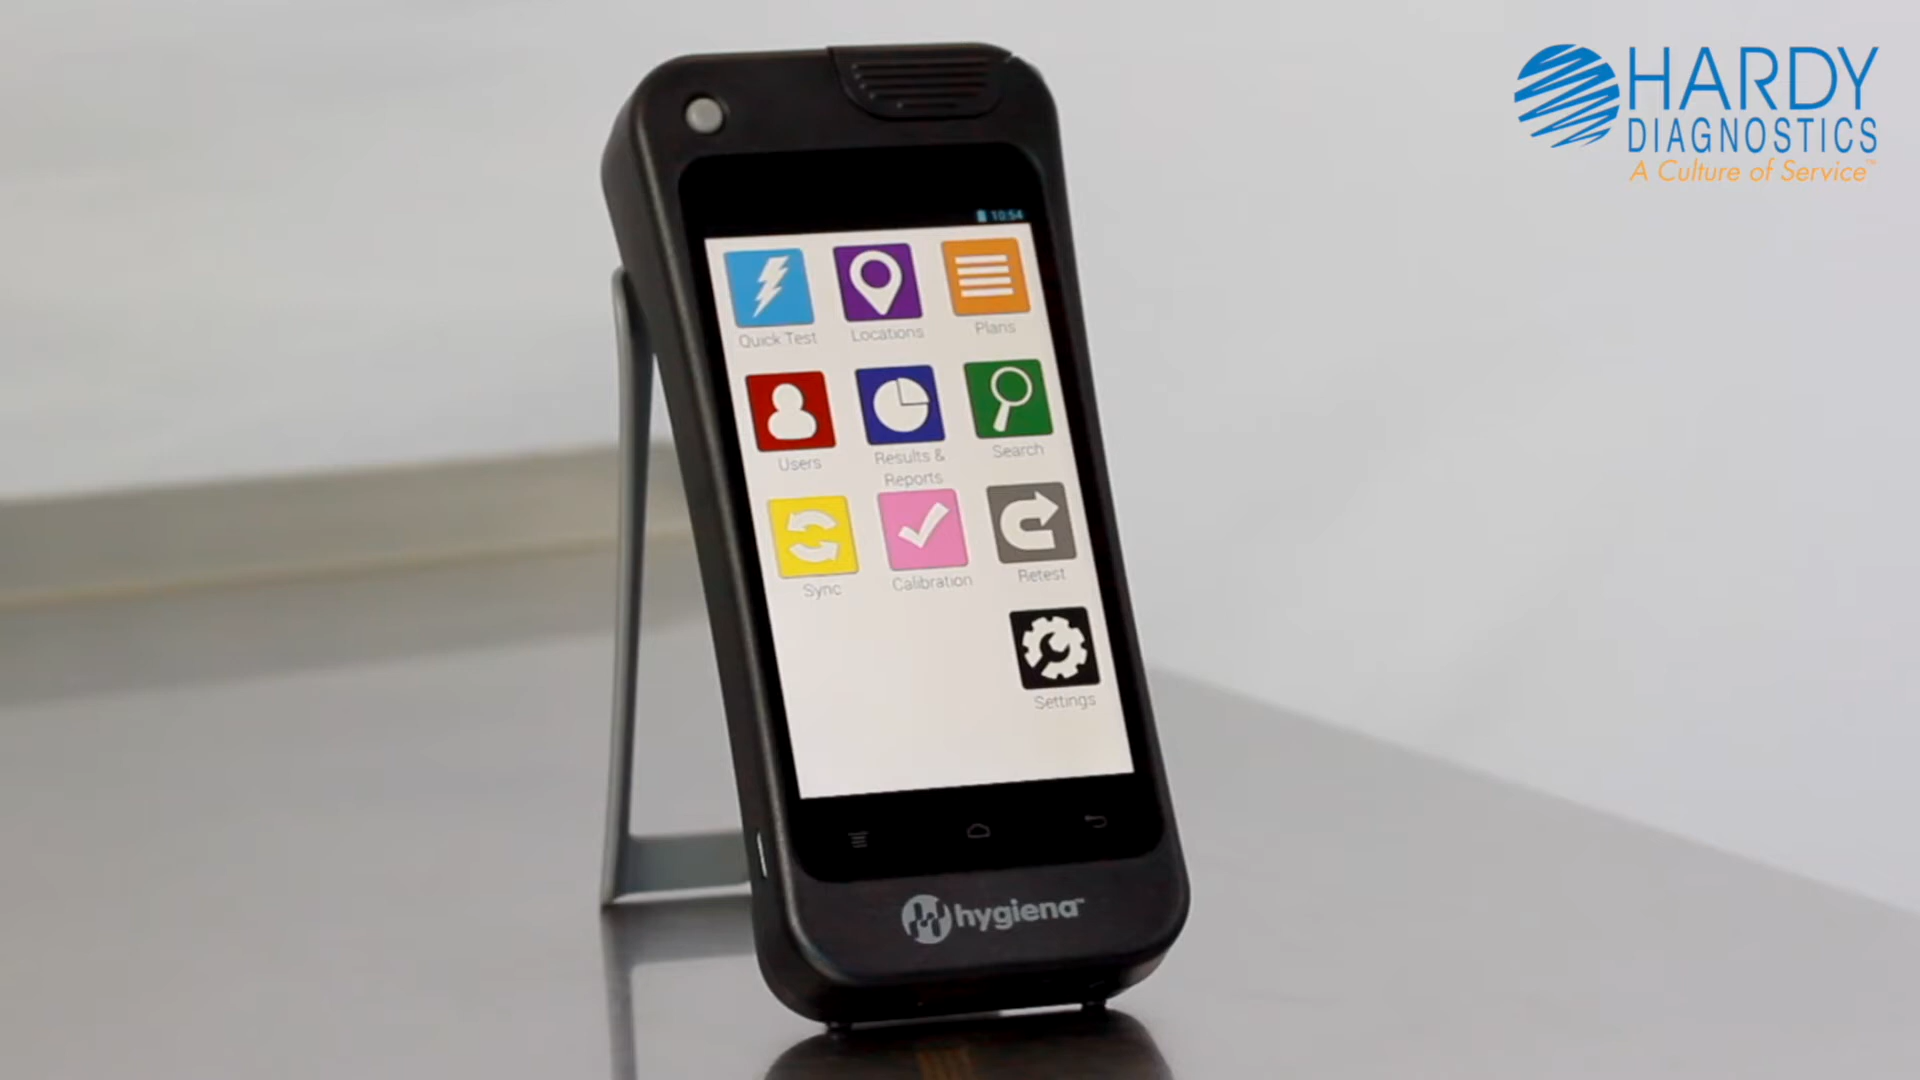 HARDY
DIAGNOSTICS
A Culture of Service™
10:54
Quick Test
Locations
Plans
Users
Results &
Reports
Search
Sync
Calibration
Retest
Settings
hygiena™